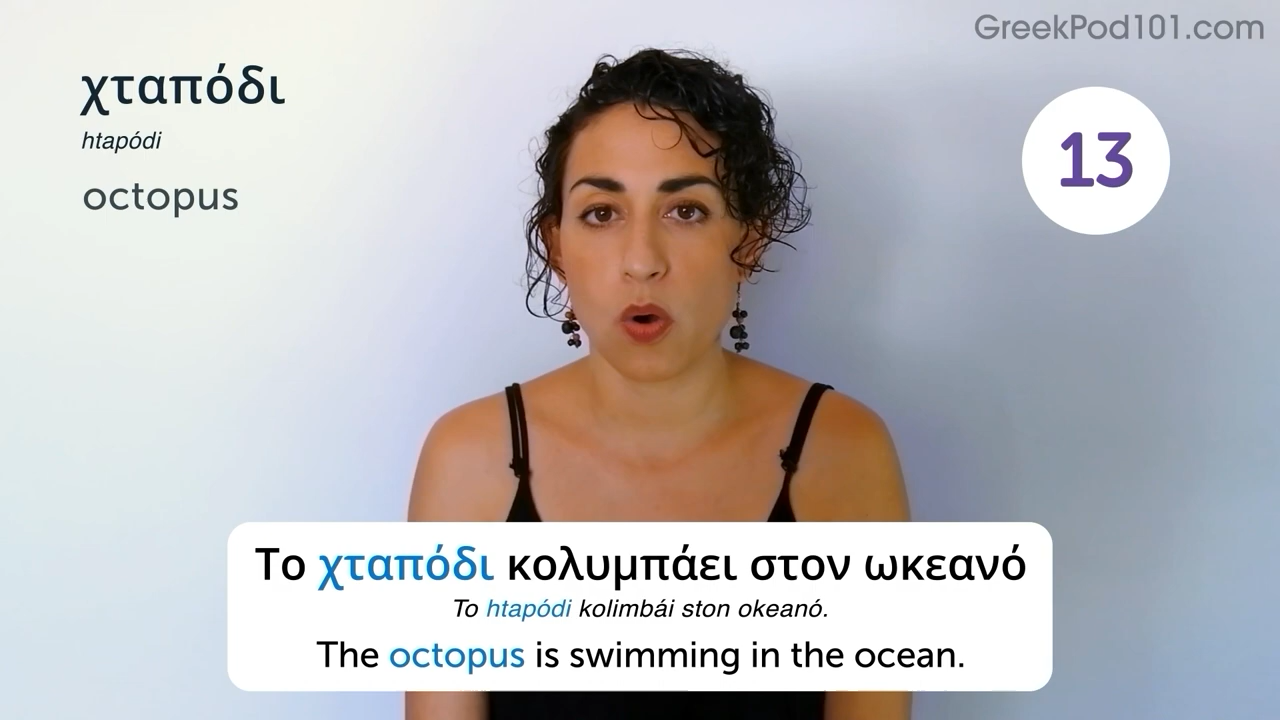 GreekPod101.com
χταπόδι
htapódi
octopus
13
Το χταπόδι κολυμπάει στον ωκεανό
To htapódi kolimbái ston okeanó.
The octopus is swimming in the ocean.